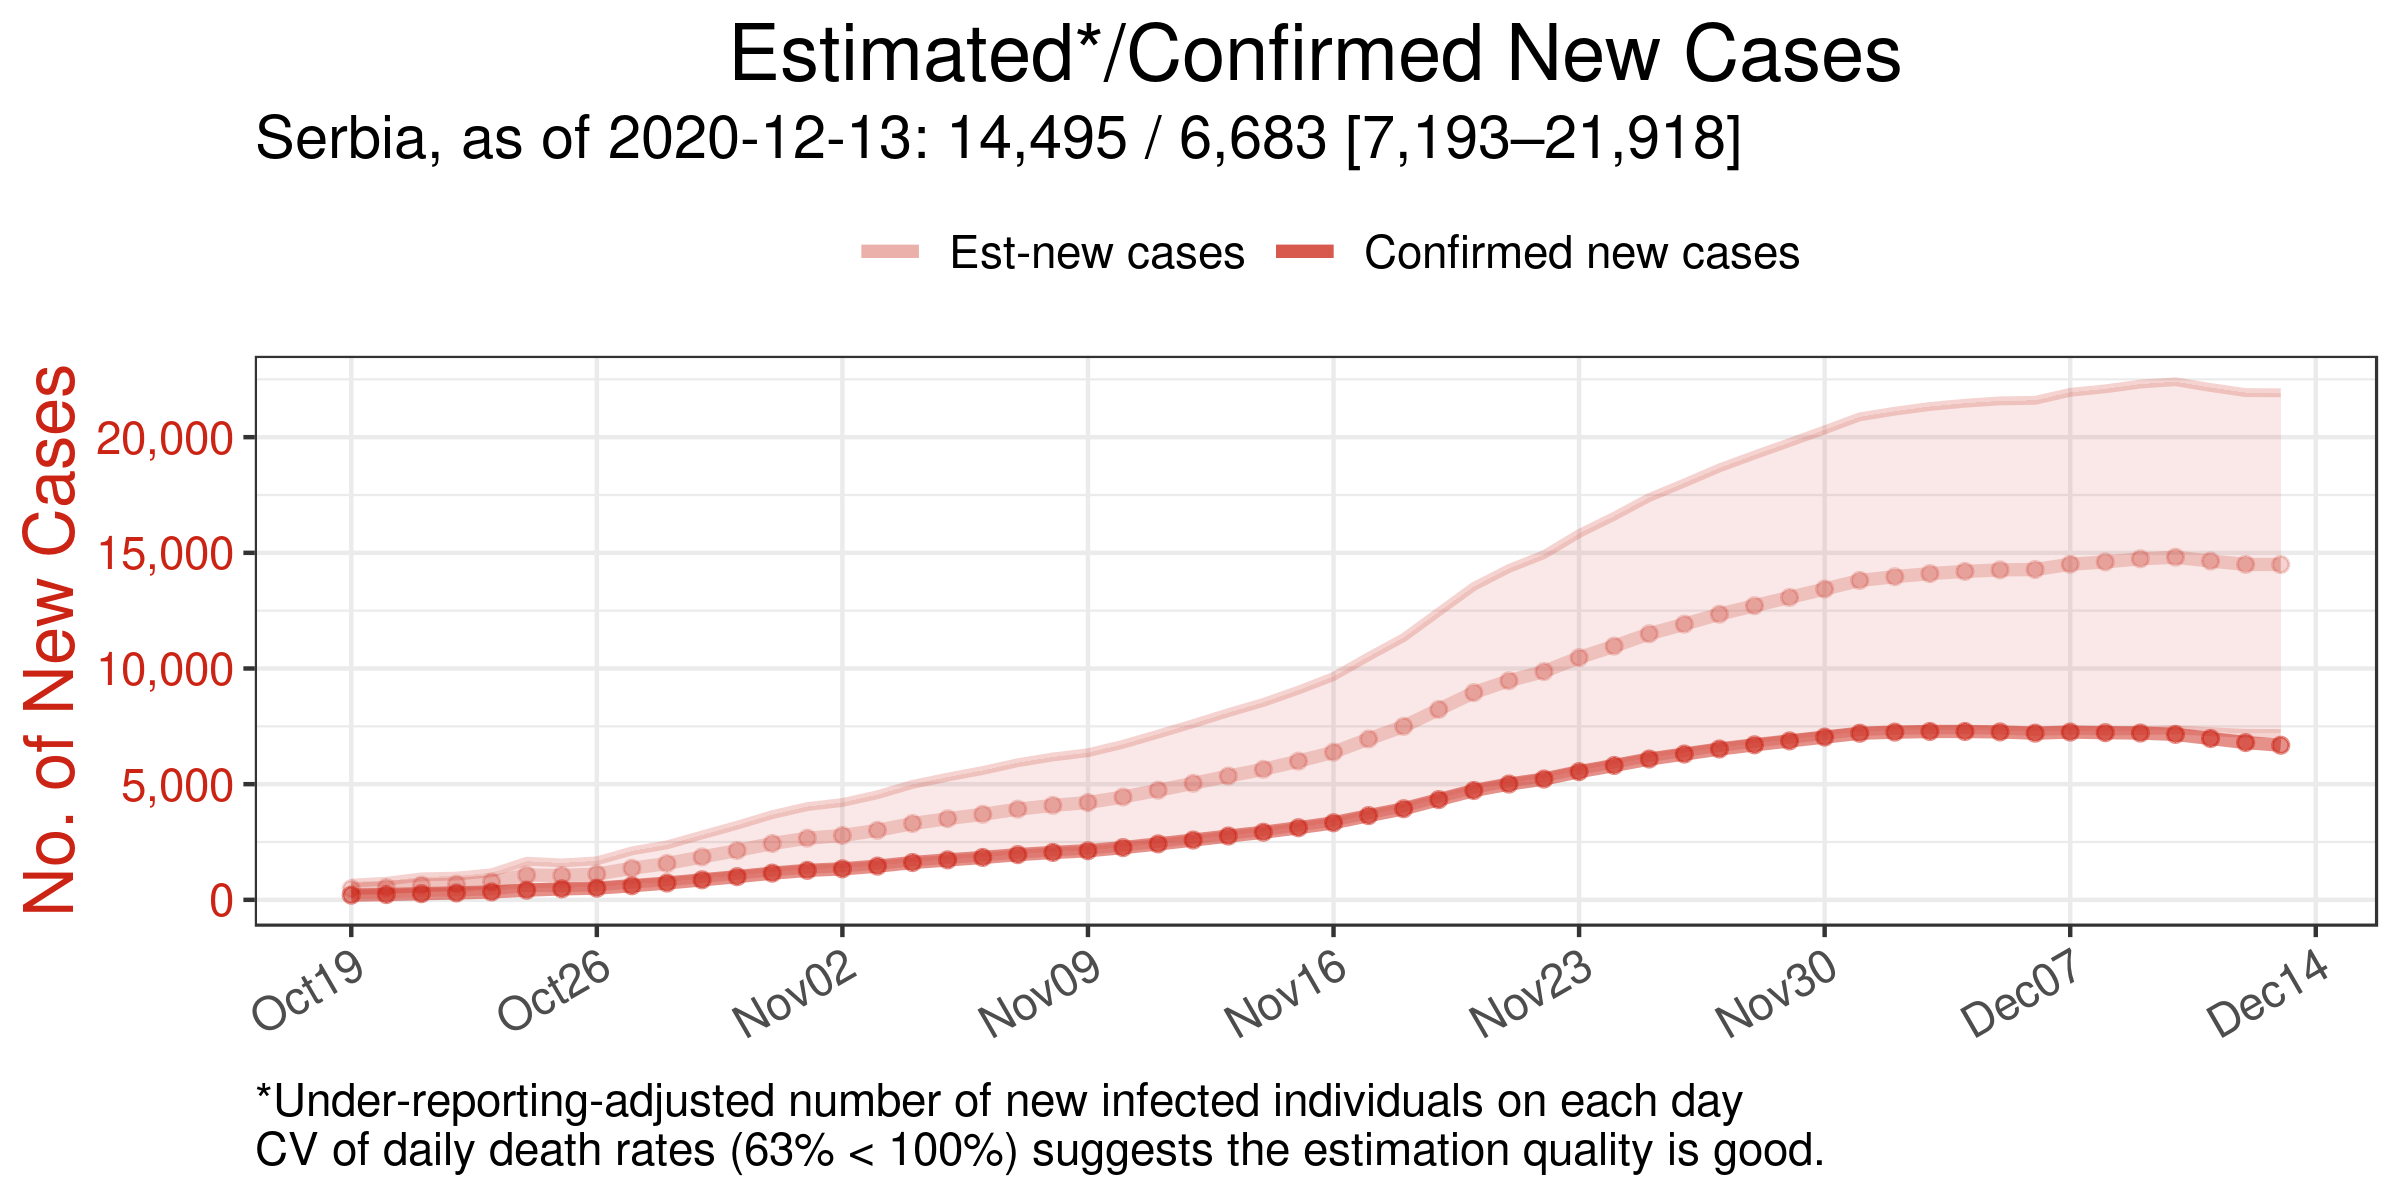 Estimated*/Confirmed New Cases
Serbia, as of 2020-12-13: 14,495 / 6,683 [7,193–21,918]
Est-new cases
Confirmed new cases
No. of New Cases
20,000
15,000
10,000
5,000
0
Oct19
Oct26
Nov02
Nov09
Nov16
Nov23
Nov30
Dec07
Dec14
*Under-reporting-adjusted number of new infected individuals on each day
CV of daily death rates (63% < 100%) suggests the estimation quality is good.